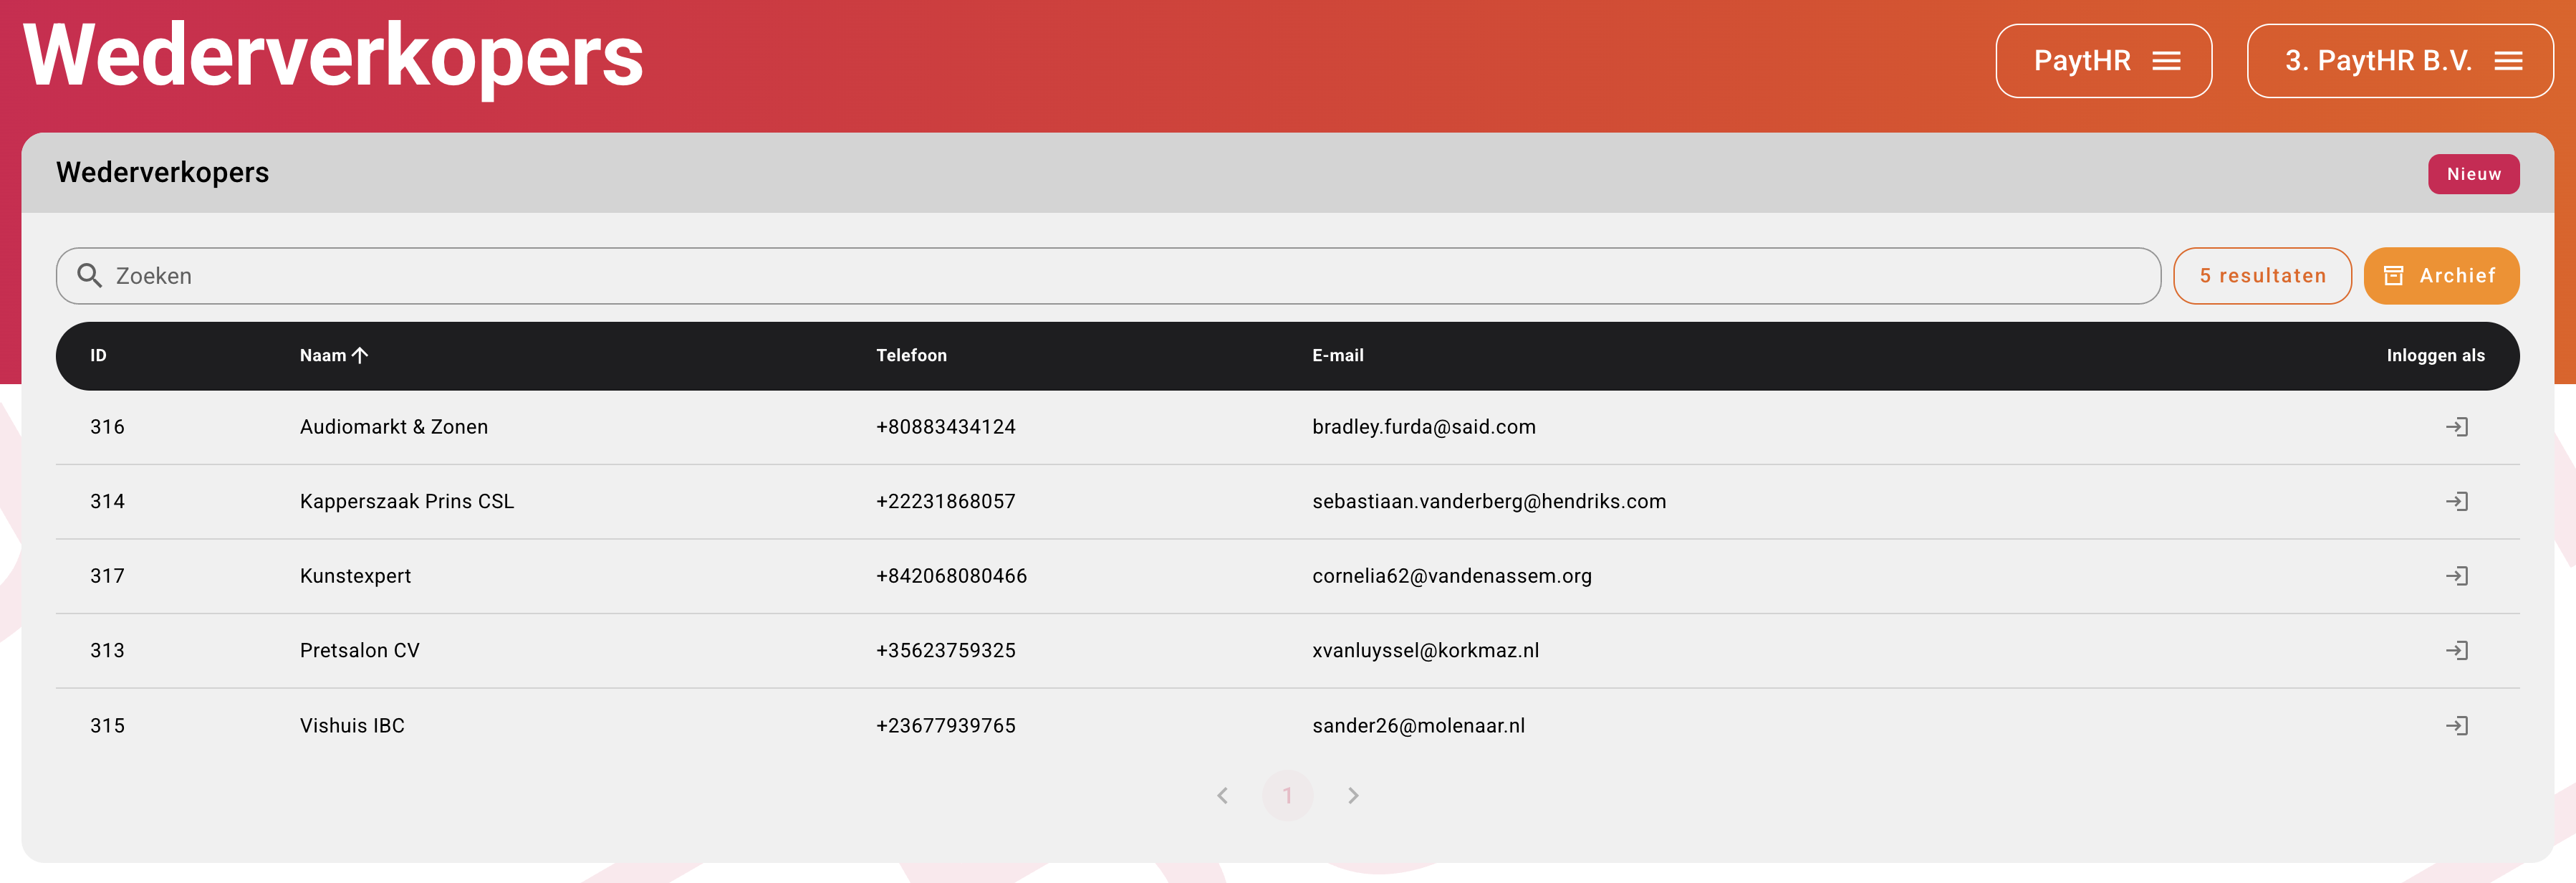 Wederverkopers
PaytHR
3. PaytHR B.V.
Wederverkopers
Nieuw
Zoeken
5 resultaten
Archief
ID Naam Telefoon E-mail Inloggen als
316 Audiomarkt & Zonen +80883434124 bradley.furda@said.com
314 Kapperszaak Prins CSL +22231868057 sebastiaan.vanderberg@hendriks.com
317 Kunstexpert +842068080466 cornelia62@vandenassem.org
313 Pretsalon CV +35623759325 xvanluyssel@korkmaz.nl
315 Vishuis IBC +23677939765 sander26@molenaar.nl
1